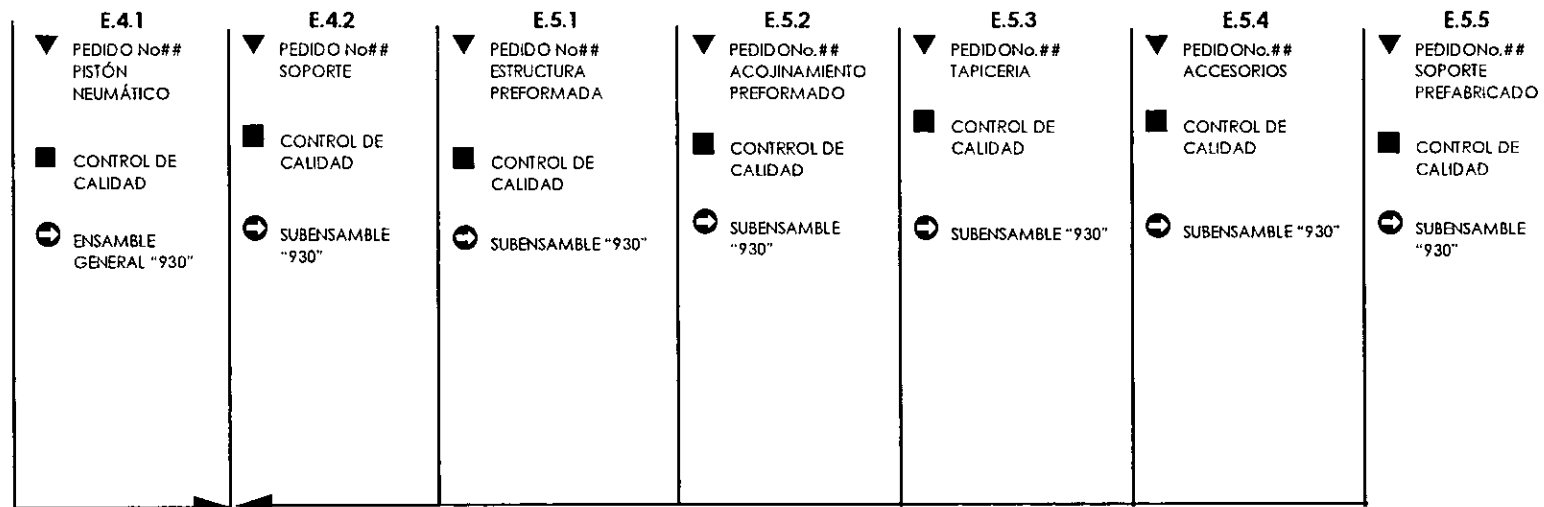 E.4.1
PEDIDO No##
PISTÓN
NEUMÁTICO
CONTROL DE
CALIDAD
ENSAMBLE
GENERAL "930"
E.4.2
PEDIDO No##
SOPORTE
CONTROL DE
CALIDAD
SUBENSAMBLE
"930"
E.5.1
PEDIDO No##
ESTRUCTURA
PREFORMADA
CONTROL DE
CALIDAD
SUBENSAMBLE "930"
E.5.2
PEDIDONo.##
ACOJINAMIENTO
PREFORMADO
CONTRROL DE
CALIDAD
SUBENSAMBLE
"930"
E.5.3
PEDIDONo.##
TAPICERIA
CONTROL DE
CALIDAD
SUBENSAMBLE "930"
E.5.4
PEDIDONo.##
ACCESORIOS
CONTROL DE
CALIDAD
SUBENSAMBLE "930"
E.5.5
PEDIDONo.##
SOPORTE
PREFABRICADO
CONTROL DE
CALIDAD
SUBENSAMBLE
"930"